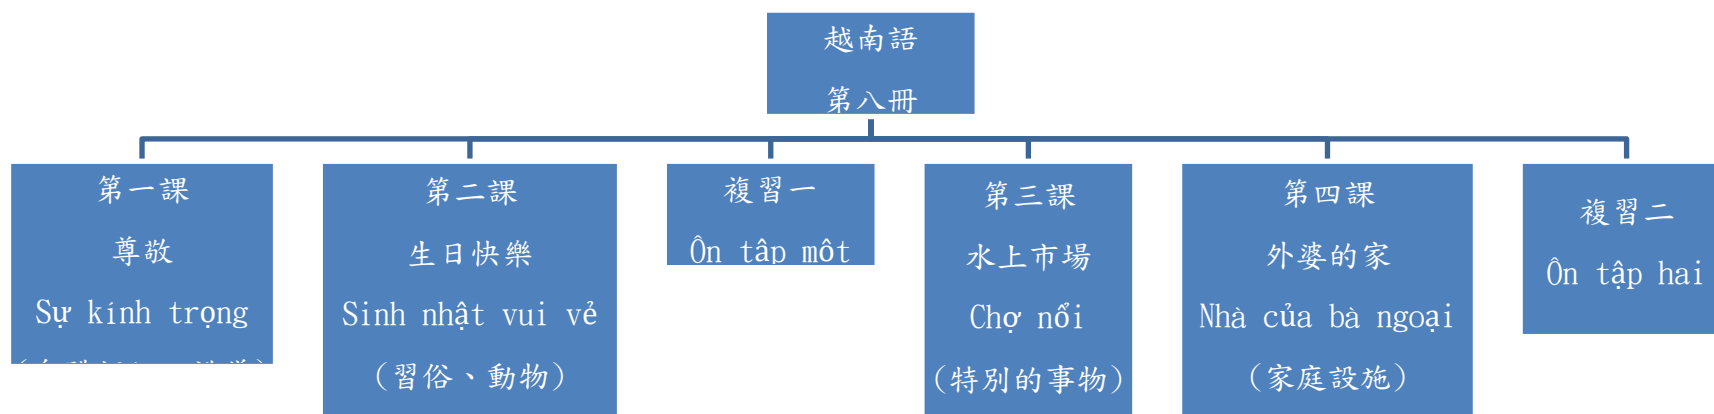 越南語
第八冊
第一課
尊敬
Sự kính trọng
第二課
生日快樂
Sinh nhật vui vẻ
(習俗、動物)
複習一
Ôn tập một
第三課
水上市場
Chợ nổi
(特別的事物)
第四課
外婆的家
Nhà của bà ngoại
(家庭設施)
複習二
Ôn tập hai